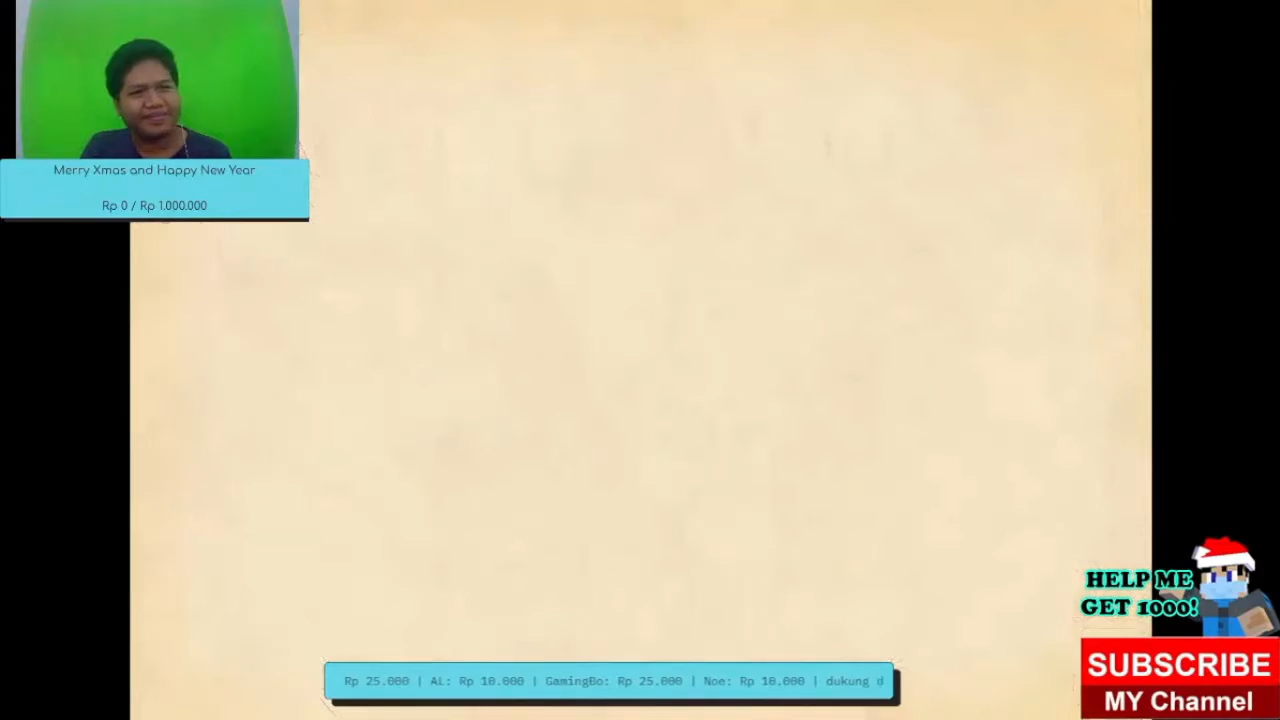 Merry Xmas and Happy New Year
Rp 0 / Rp 1.000.000
HELP ME
GET 1000!
SUBSCRIBE
MY Channel
Rp 25.000 | AL: Rp 10.000 | GamingBo: Rp 25.000 | Noe: Rp 10.000 | dukung d